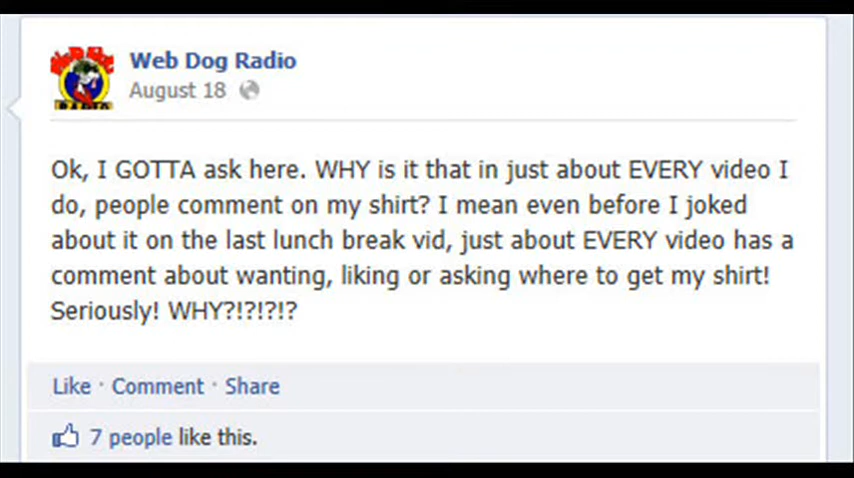 Web Dog Radio
August 18
RADIO
Ok, I GOTTA ask here. WHY is it that in just about EVERY video I
do, people comment on my shirt? I mean even before I joked
about it on the last lunch break vid, just about EVERY video has a
comment about wanting, liking or asking where to get my shirt!
Seriously! WHY?!?!?!?
Like · Comment · Share
7 people like this.